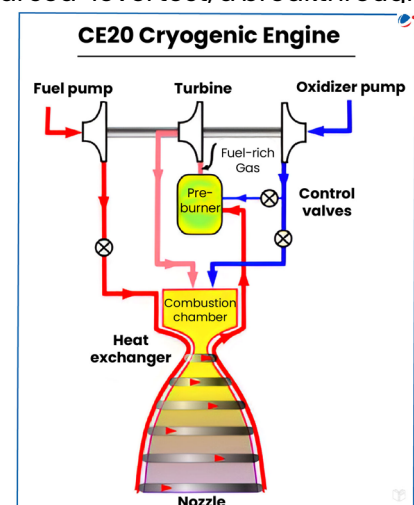 CE20 Cryogenic Engine
Fuel pump
Turbine
Oxidizer pump
Fuel-rich
Gas
Pre-
burner
Control
valves
Combustion
chamber
Heat
exchanger
Nozzle